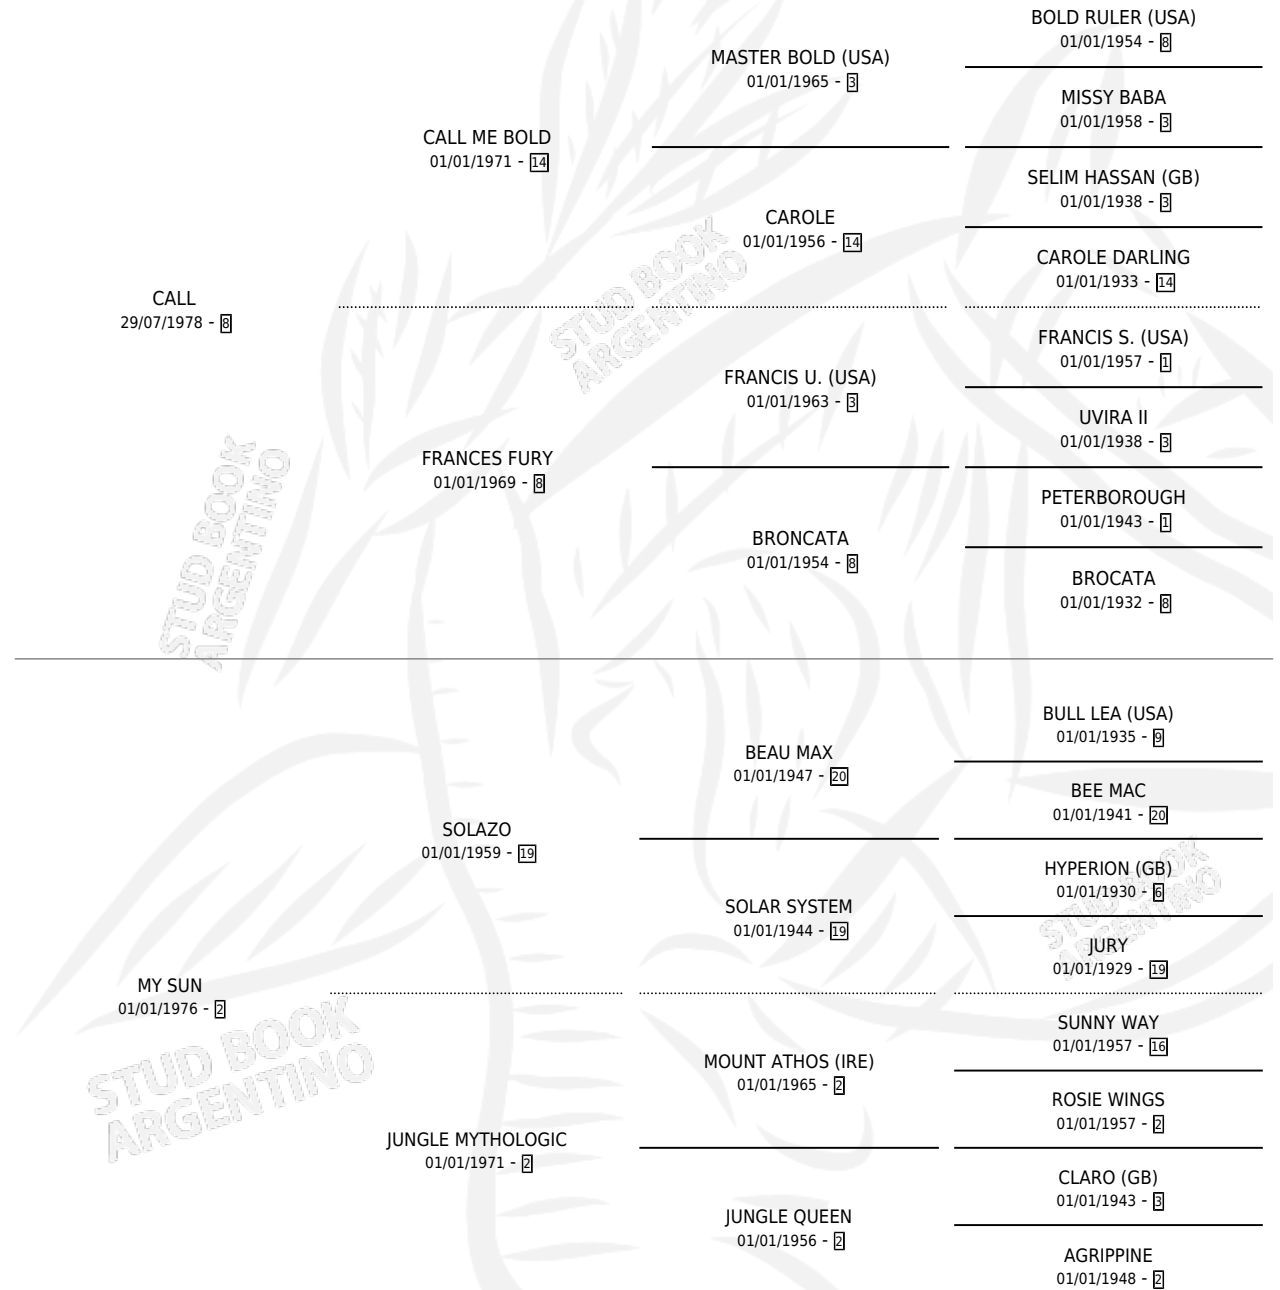 BOLD RULER (USA)
01/01/1954 - 8
MASTER BOLD (USA)
01/01/1965 - 3
MISSY BABA
01/01/1958 - 3
CALL ME BOLD
01/01/1971 - 14
SELIM HASSAN (GB)
01/01/1938 - 3
CAROLE
01/01/1956 - 14
CAROLE DARLING
01/01/1933 - 14
CALL
29/07/1978 - 8
FRANCIS S. (USA)
01/01/1957 - 1
FRANCIS U. (USA)
01/01/1963 - 3
UVIRA II
01/01/1938 - 3
FRANCES FURY
01/01/1969 - 8
PETERBOROUGH
01/01/1943 - 1
BRONCATA
01/01/1954 - 8
BROCATA
01/01/1932 - 8
STUD BOOK
ARGENTINO
STUD BOOK
ARGENTINO
BULL LEA (USA)
01/01/1935 - 9
BEAU MAX
01/01/1947 - 20
BEE MAC
01/01/1941 - 20
SOLAZO
01/01/1959 - 19
HYPERION (GB)
01/01/1930 - 6
SOLAR SYSTEM
01/01/1944 - 19
JURY
01/01/1929 - 19
MY SUN
01/01/1976 - 2
SUNNY WAY
01/01/1957 - 16
MOUNT ATHOS (IRE)
01/01/1965 - 2
ROSIE WINGS
01/01/1957 - 2
JUNGLE MYTHOLOGIC
01/01/1971 - 2
CLARO (GB)
01/01/1943 - 3
JUNGLE QUEEN
01/01/1956 - 2
AGRIPPINE
01/01/1948 - 2
STUD BOOK
ARGENTINO
STUD BOOK
ARGENTINO